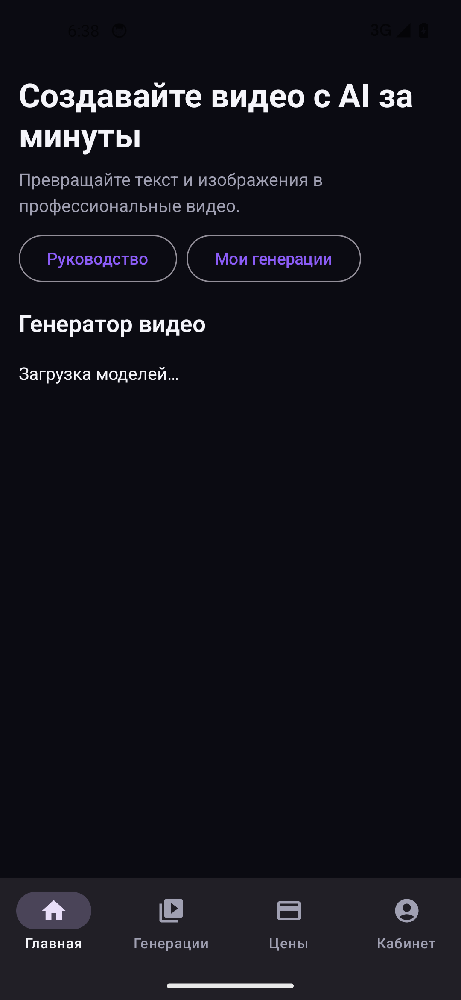 6:38
3G
Создавайте видео с AI за
минуты
Превращайте текст и изображения в
профессиональные видео.
Руководство
Мои генерации
Генератор видео
Загрузка моделей…
Главная
Генерации
Цены
Кабинет